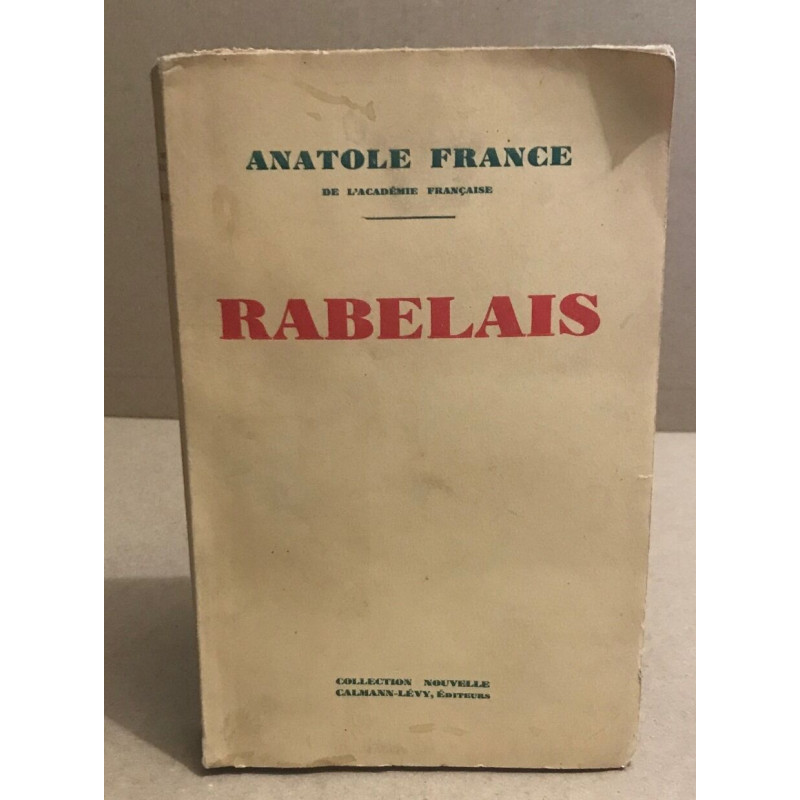 ANATOLE FRANCE
DE L'ACADÉMIE FRANÇAISE
RABELAIS
COLLECTION NOUVELLE
CALMANN-LÉVY, ÉDITEURS